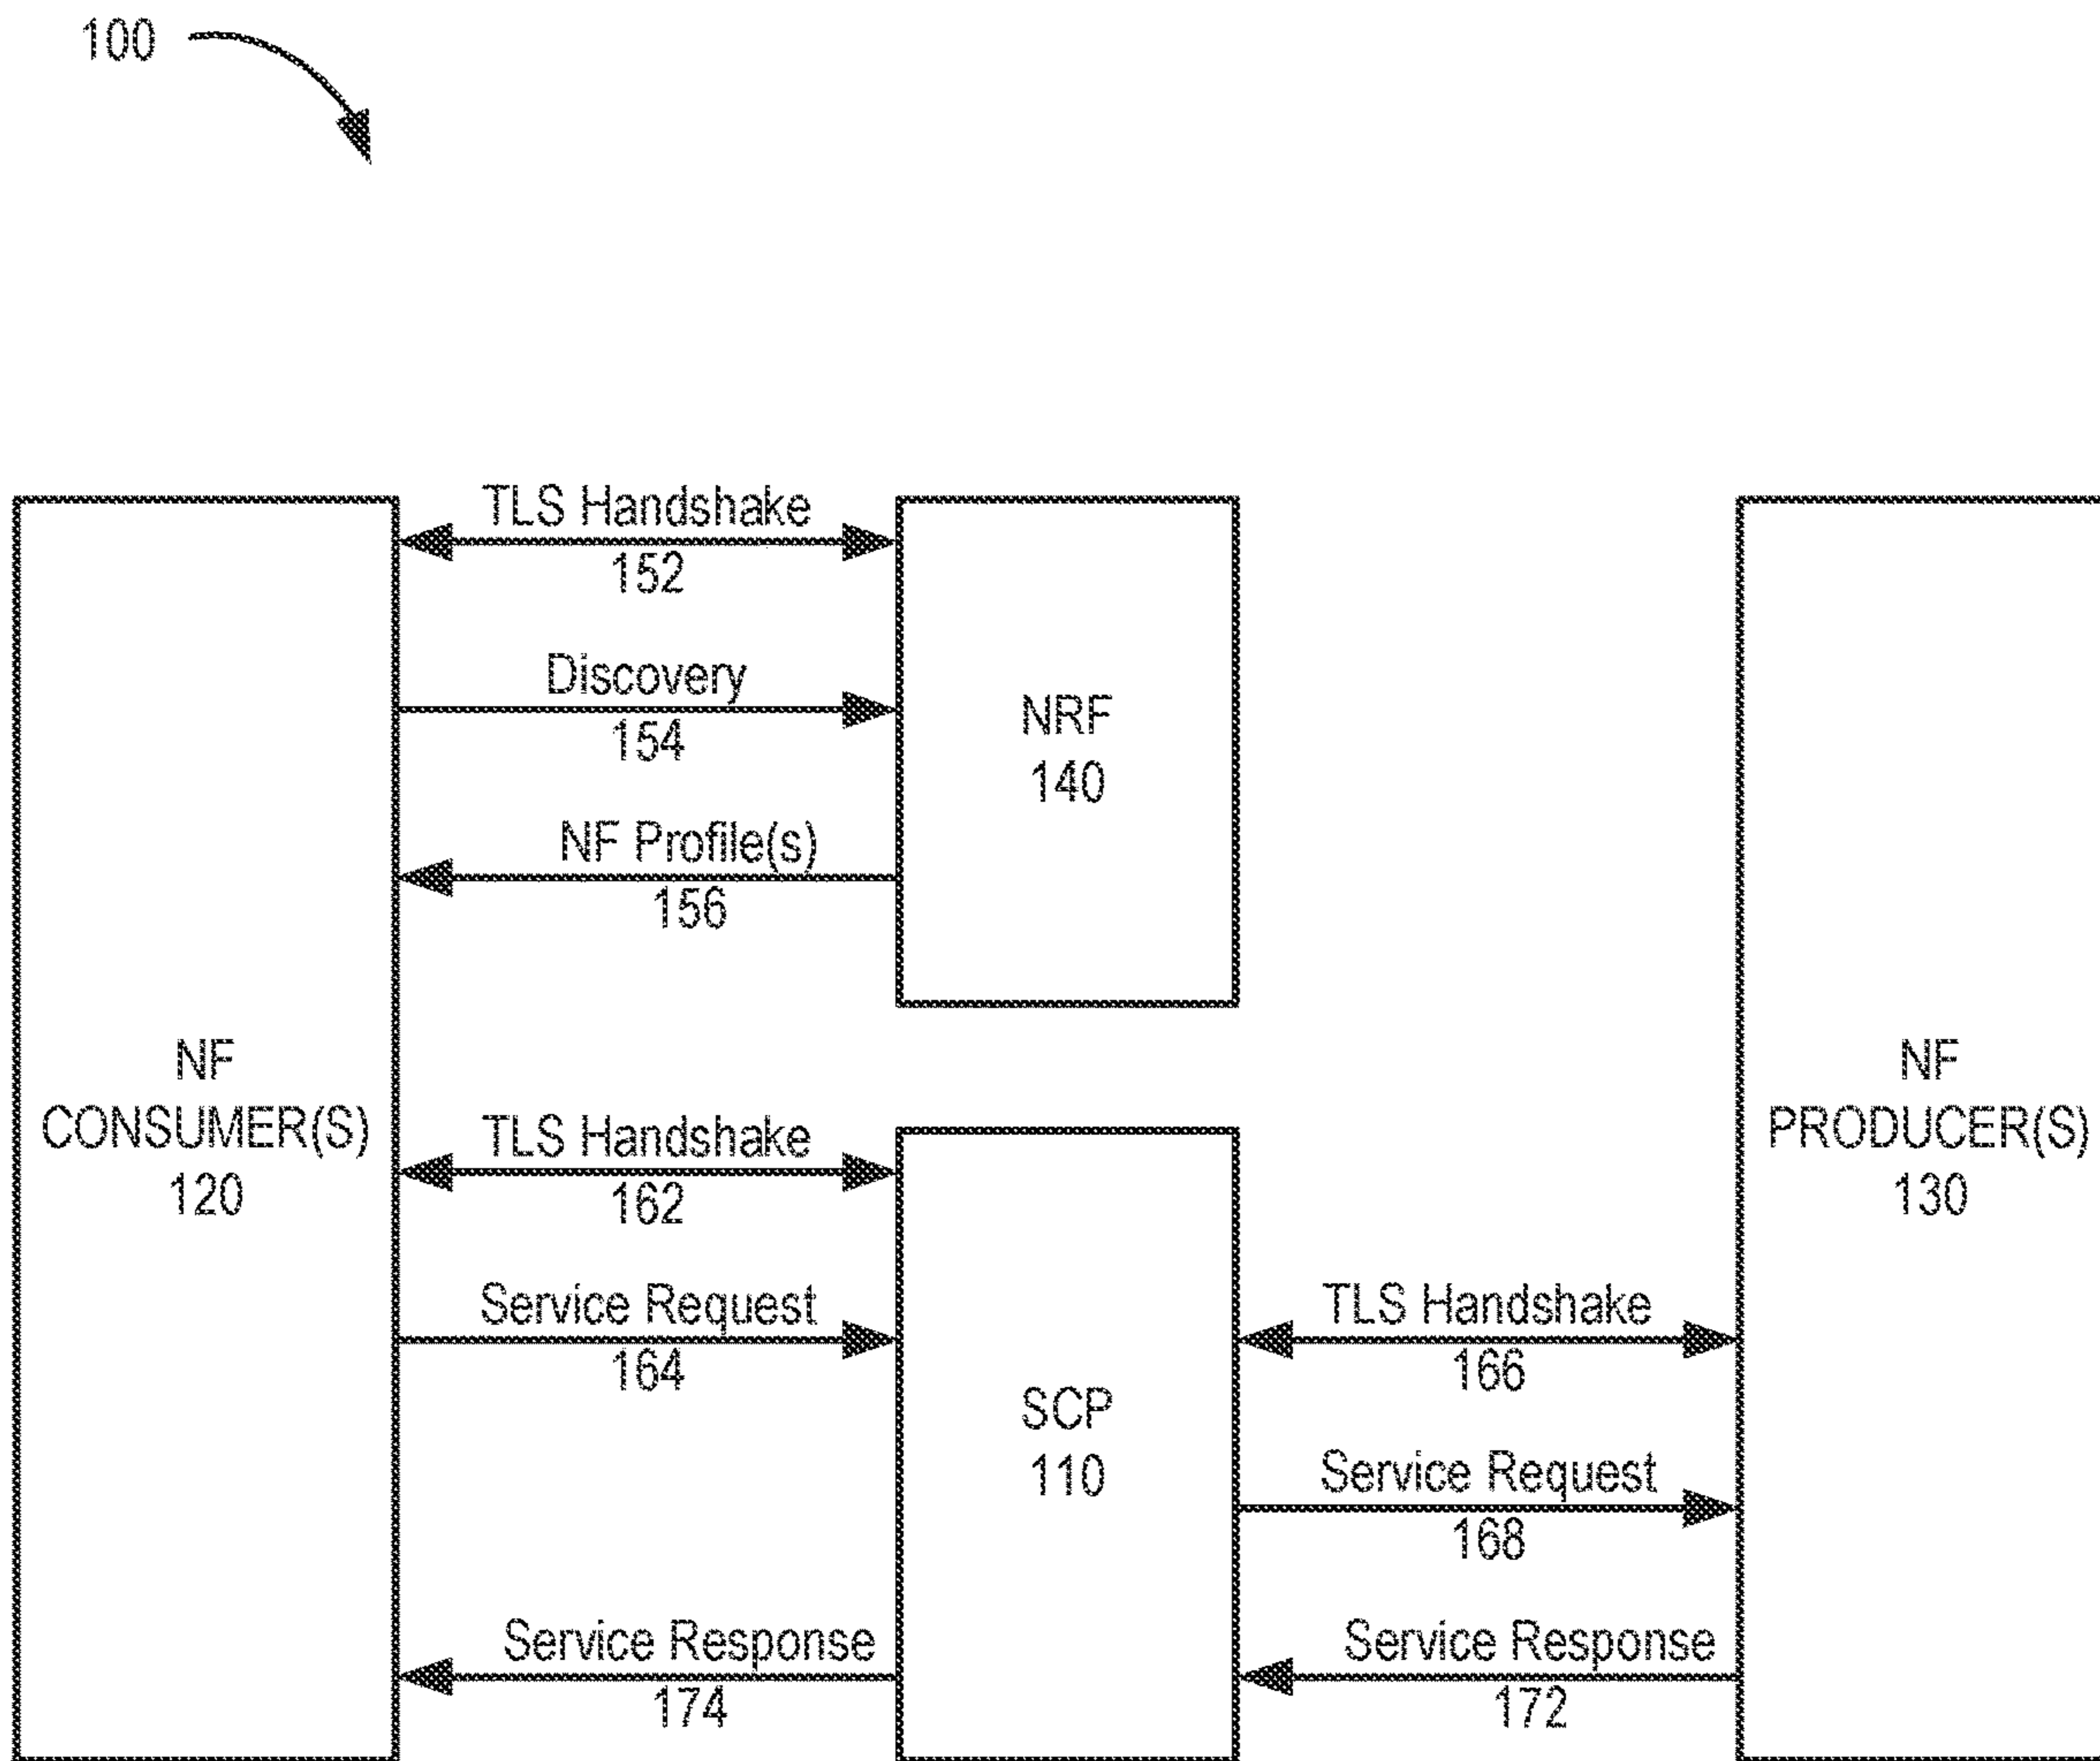 100
TLS Handshake
152
Discovery
154
NF Profile(s)
156
NRF
140
NF
CONSUMER(S)
120
NF
PRODUCER(S)
130
TLS Handshake
162
Service Request
164
TLS Handshake
166
SCP
110
Service Request
168
Service Response
174
Service Response
172